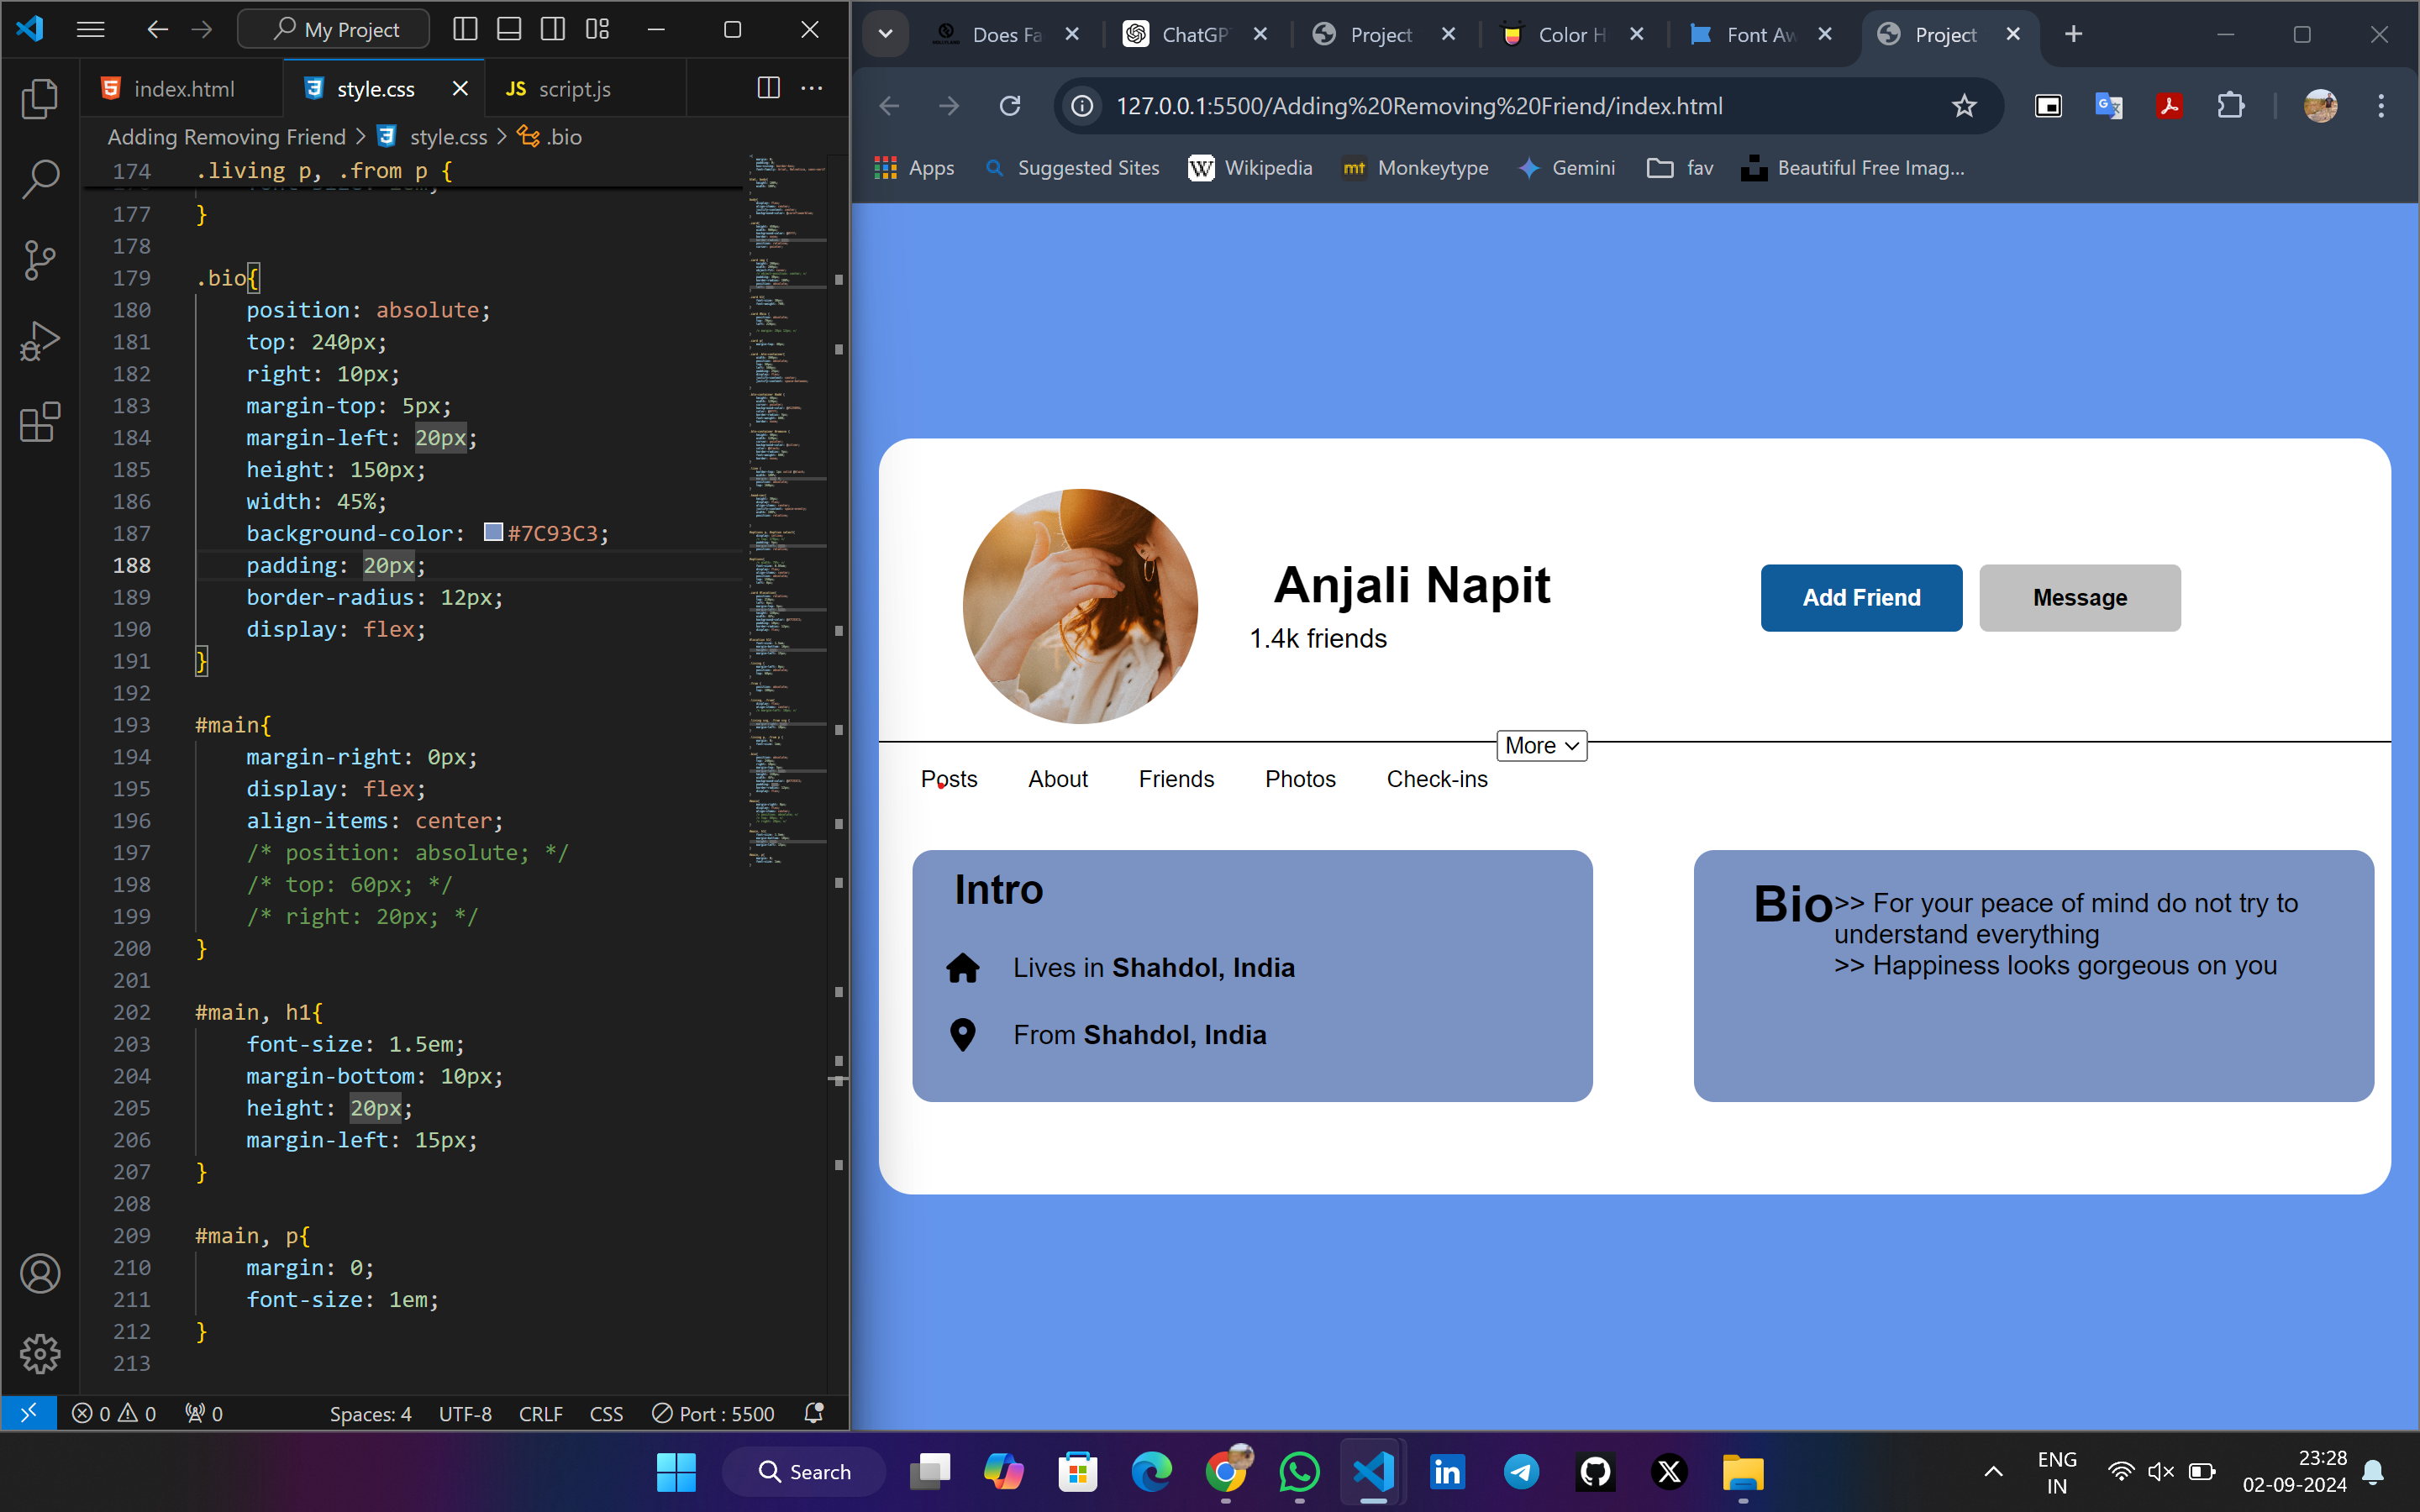 My Project
index.html
style.css
JS script.js
Adding Removing Friend > style.css > .bio
174 .living p, .from p {
177 }
178
179 .bio{
180 position: absolute;
181 top: 240px;
182 right: 10px;
183 margin-top: 5px;
184 margin-left: 20px;
185 height: 150px;
186 width: 45%;
187 background-color: #7C93C3;
188 padding: 20px;
189 border-radius: 12px;
190 display: flex;
191 }
192
193 #main{
194 margin-right: 0px;
195 display: flex;
196 align-items: center;
197 /* position: absolute; */
198 /* top: 60px; */
199 /* right: 20px; */
200 }
201
202 #main, h1{
203 font-size: 1.5em;
204 margin-bottom: 10px;
205 height: 20px;
206 margin-left: 15px;
207 }
208
209 #main, p{
210 margin: 0;
211 font-size: 1em;
212 }
213
0 0 0 Spaces: 4 UTF-8 CRLF CSS Port : 5500
Does Fa
ChatGP
Project
Color H
Font Aw
Project
127.0.0.1:5500/Adding%20Removing%20Friend/index.html
Apps
Suggested Sites
W Wikipedia
mt Monkeytype
Gemini
fav
Beautiful Free Imag...
Anjali Napit
1.4k friends
Add Friend
Message
More
Posts About Friends Photos Check-ins
Intro
Lives in Shahdol, India
From Shahdol, India
Bio
>> For your peace of mind do not try to
understand everything
>> Happiness looks gorgeous on you
Search
in
X
ENG
IN
23:28
02-09-2024